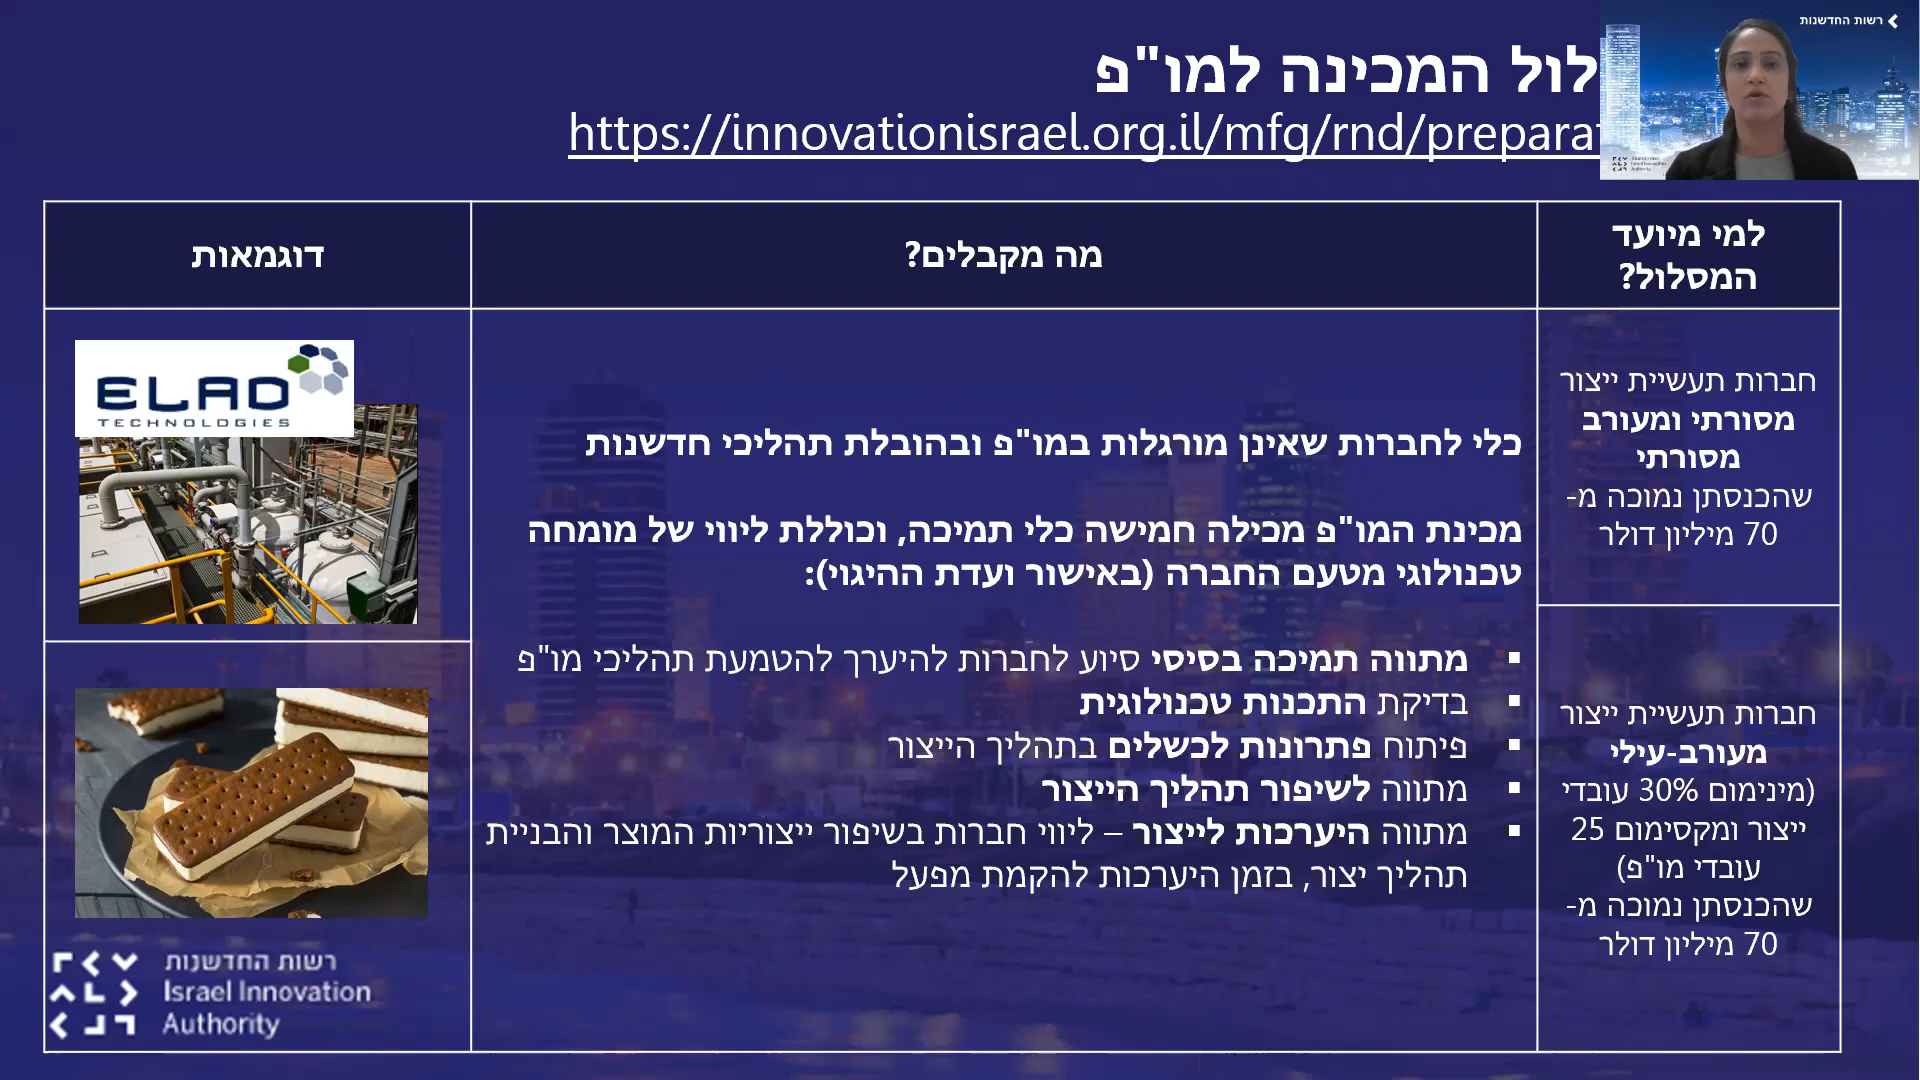 רשות החדשנות
לול המכינה למו"פ
https://innovationisrael.org.il/mfg/rnd/prepara
למי מיועד
המסלול?
מה מקבלים?
דוגמאות
חברות תעשיית ייצור
מסורתי ומעורב
מסורתי
שהכנסתן נמוכה מ-
70 מיליון דולר
חברות תעשיית ייצור
מעורב-עילי
(מינימום 30% עובדי
ייצור ומקסימום 25
עובדי מו"פ)
שהכנסתן נמוכה מ-
70 מיליון דולר
כלי לחברות שאינן מורגלות במו"פ ובהובלת תהליכי חדשנות
מכינת המו"פ מכילה חמישה כלי תמיכה, וכוללת ליווי של מומחה
טכנולוגי מטעם החברה (באישור ועדת ההיגוי):
▪ מתווה תמיכה בסיסי סיוע לחברות להיערך להטמעת תהליכי מו"פ
▪ בדיקת התכנות טכנולוגית
▪ פיתוח פתרונות לכשלים בתהליך הייצור
▪ מתווה לשיפור תהליך הייצור
▪ מתווה היערכות לייצור – ליווי חברות בשיפור ייצוריות המוצר והבניית
תהליך יצור, בזמן היערכות להקמת מפעל
ELAD
TECHNOLOGIES
רשות החדשנות
Israel Innovation
Authority